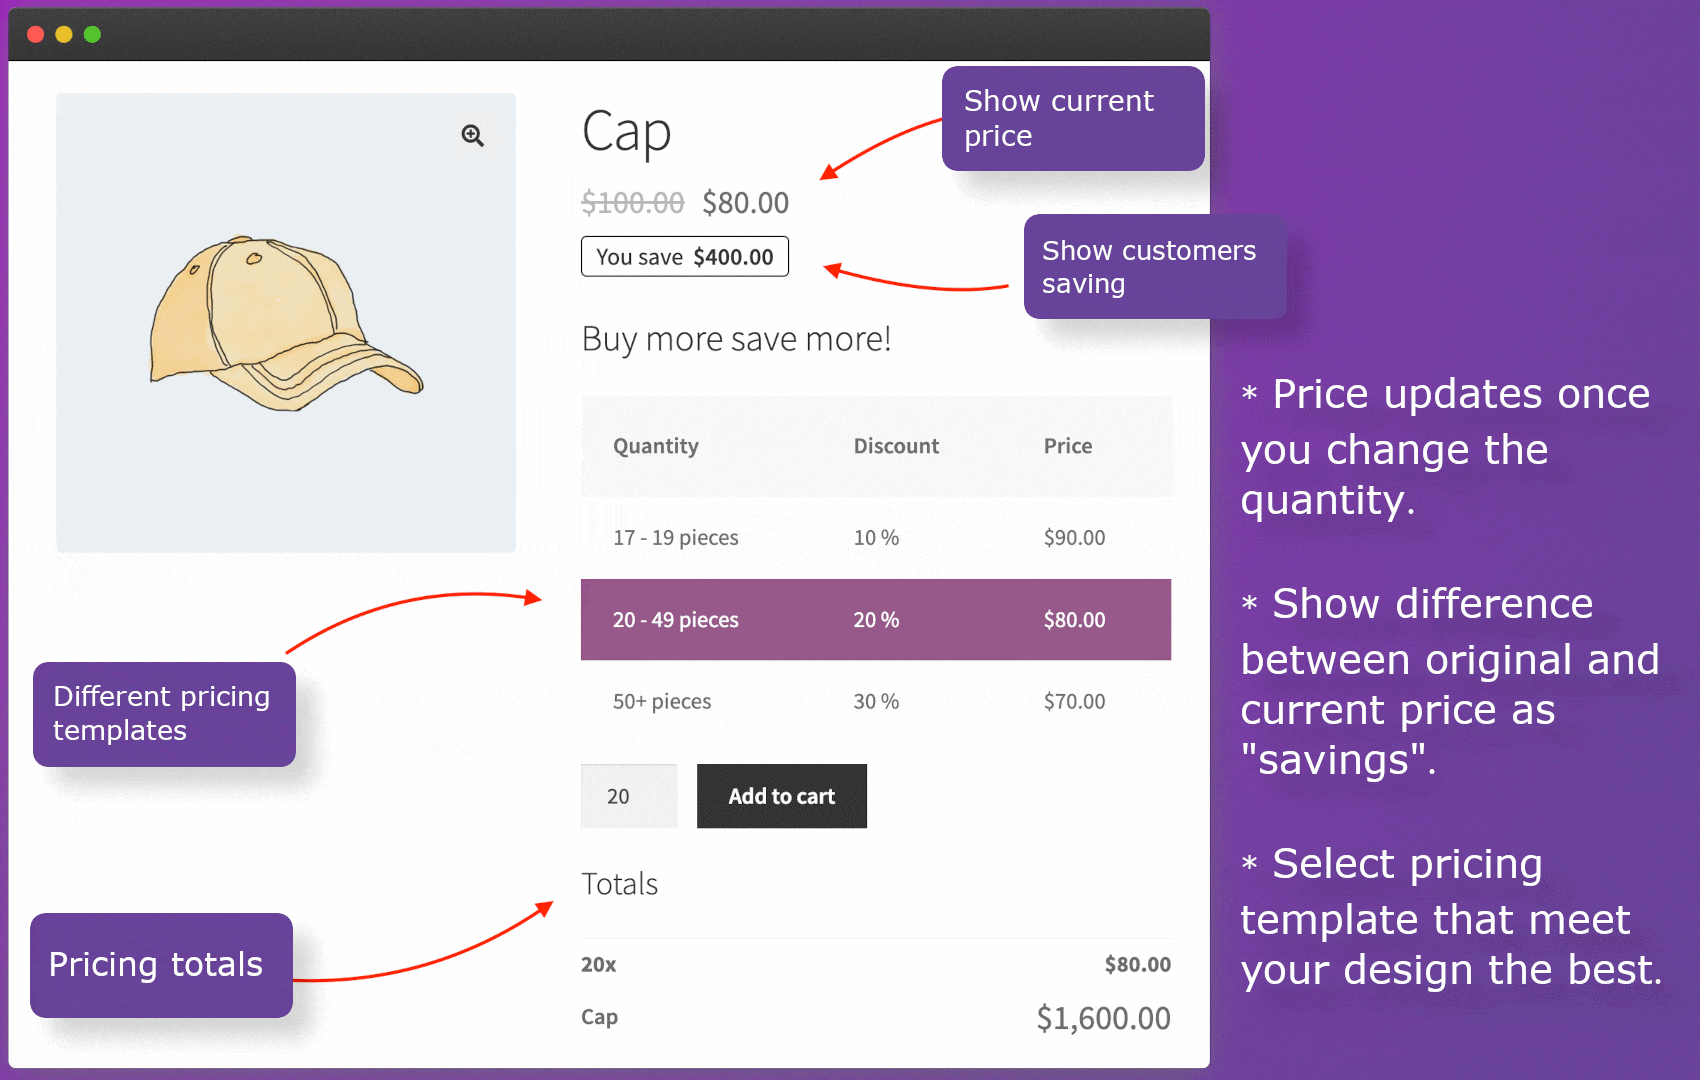 Cap
$100.00 $80.00
You save $400.00
Buy more save more!
Quantity Discount Price
17 - 19 pieces 10 % $90.00
20 - 49 pieces 20 % $80.00
50+ pieces 30 % $70.00
20 Add to cart
Totals
20x $80.00
Cap $1,600.00
Show current
price
Show customers
saving
Different pricing
templates
Pricing totals
* Price updates once
you change the
quantity.
* Show difference
between original and
current price as
"savings".
* Select pricing
template that meet
your design the best.